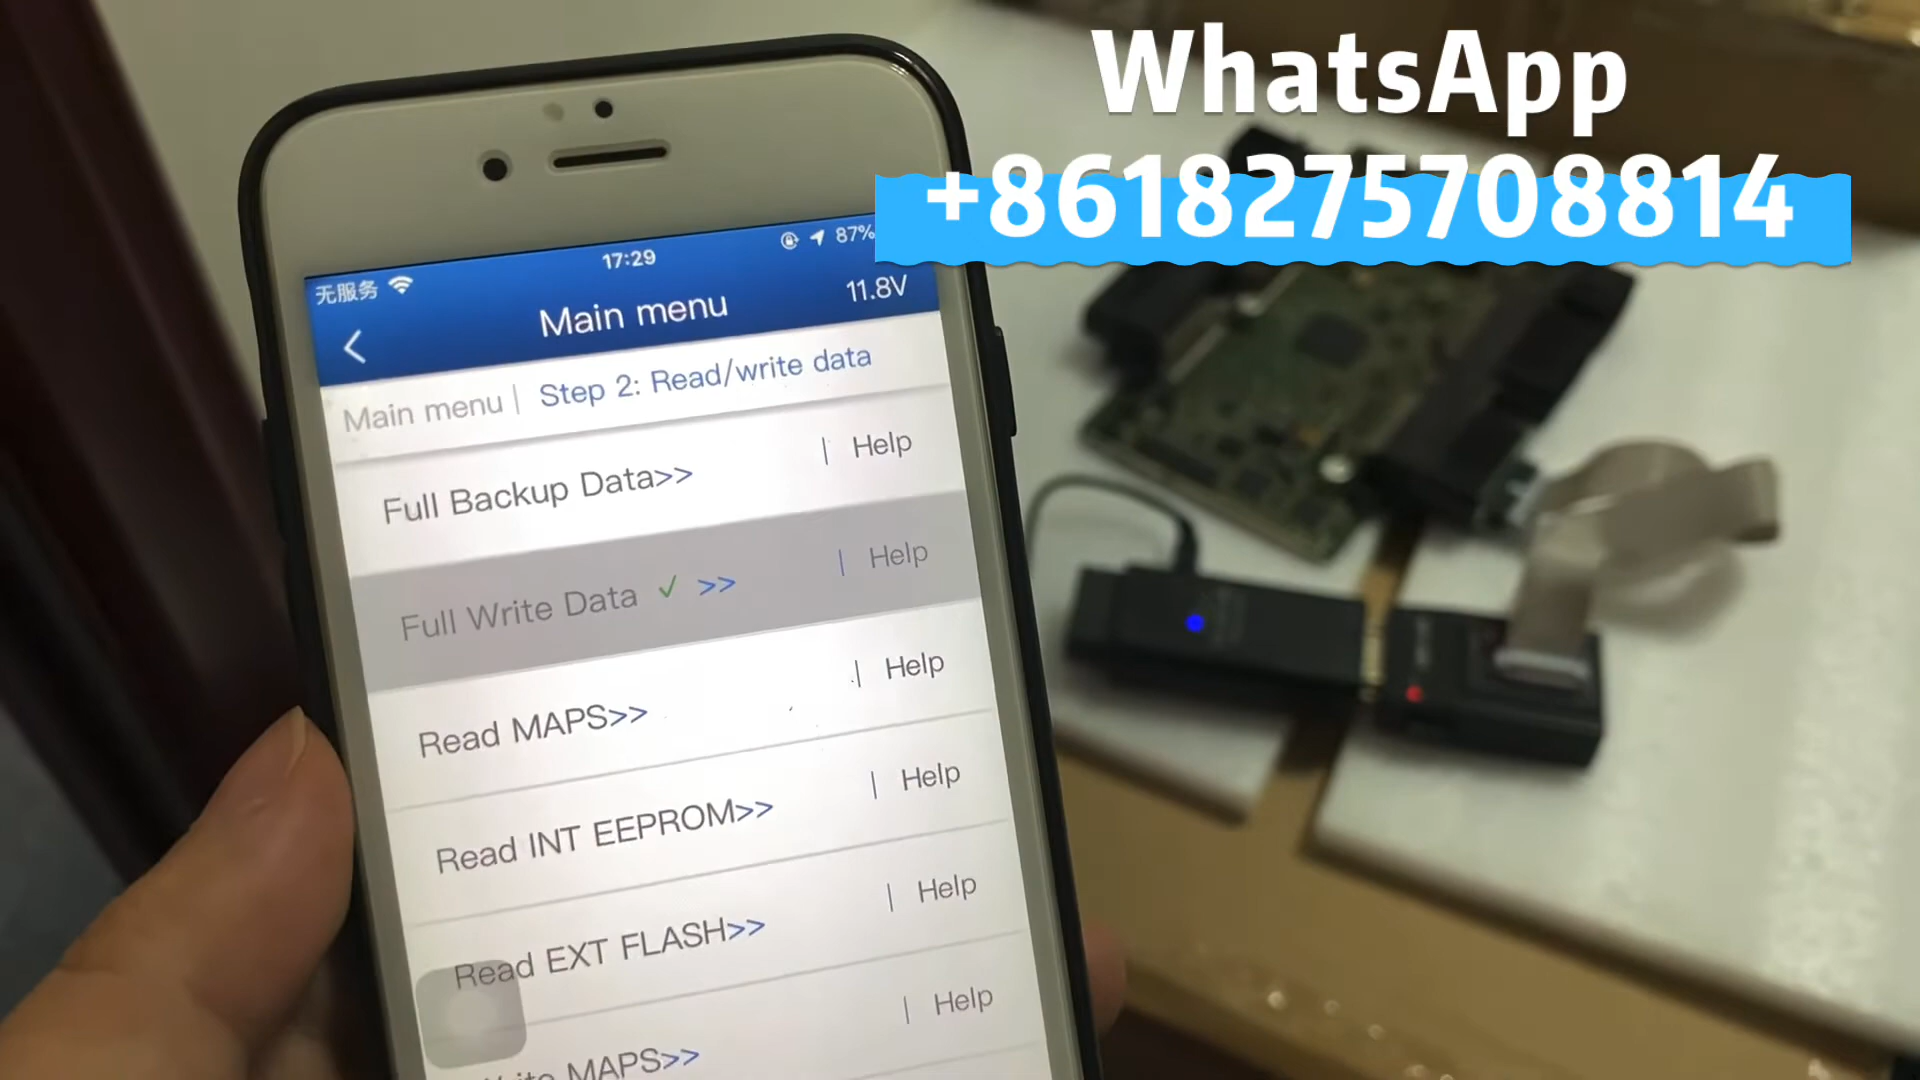 WhatsApp
+8618275708814
无服务 17:29 87%
Main menu 11.8V
Main menu | Step 2: Read/write data
Full Backup Data>> | Help
Full Write Data ✓ >> | Help
Read MAPS>> | Help
Read INT EEPROM>> | Help
Read EXT FLASH>> | Help
MAPS>> | Help